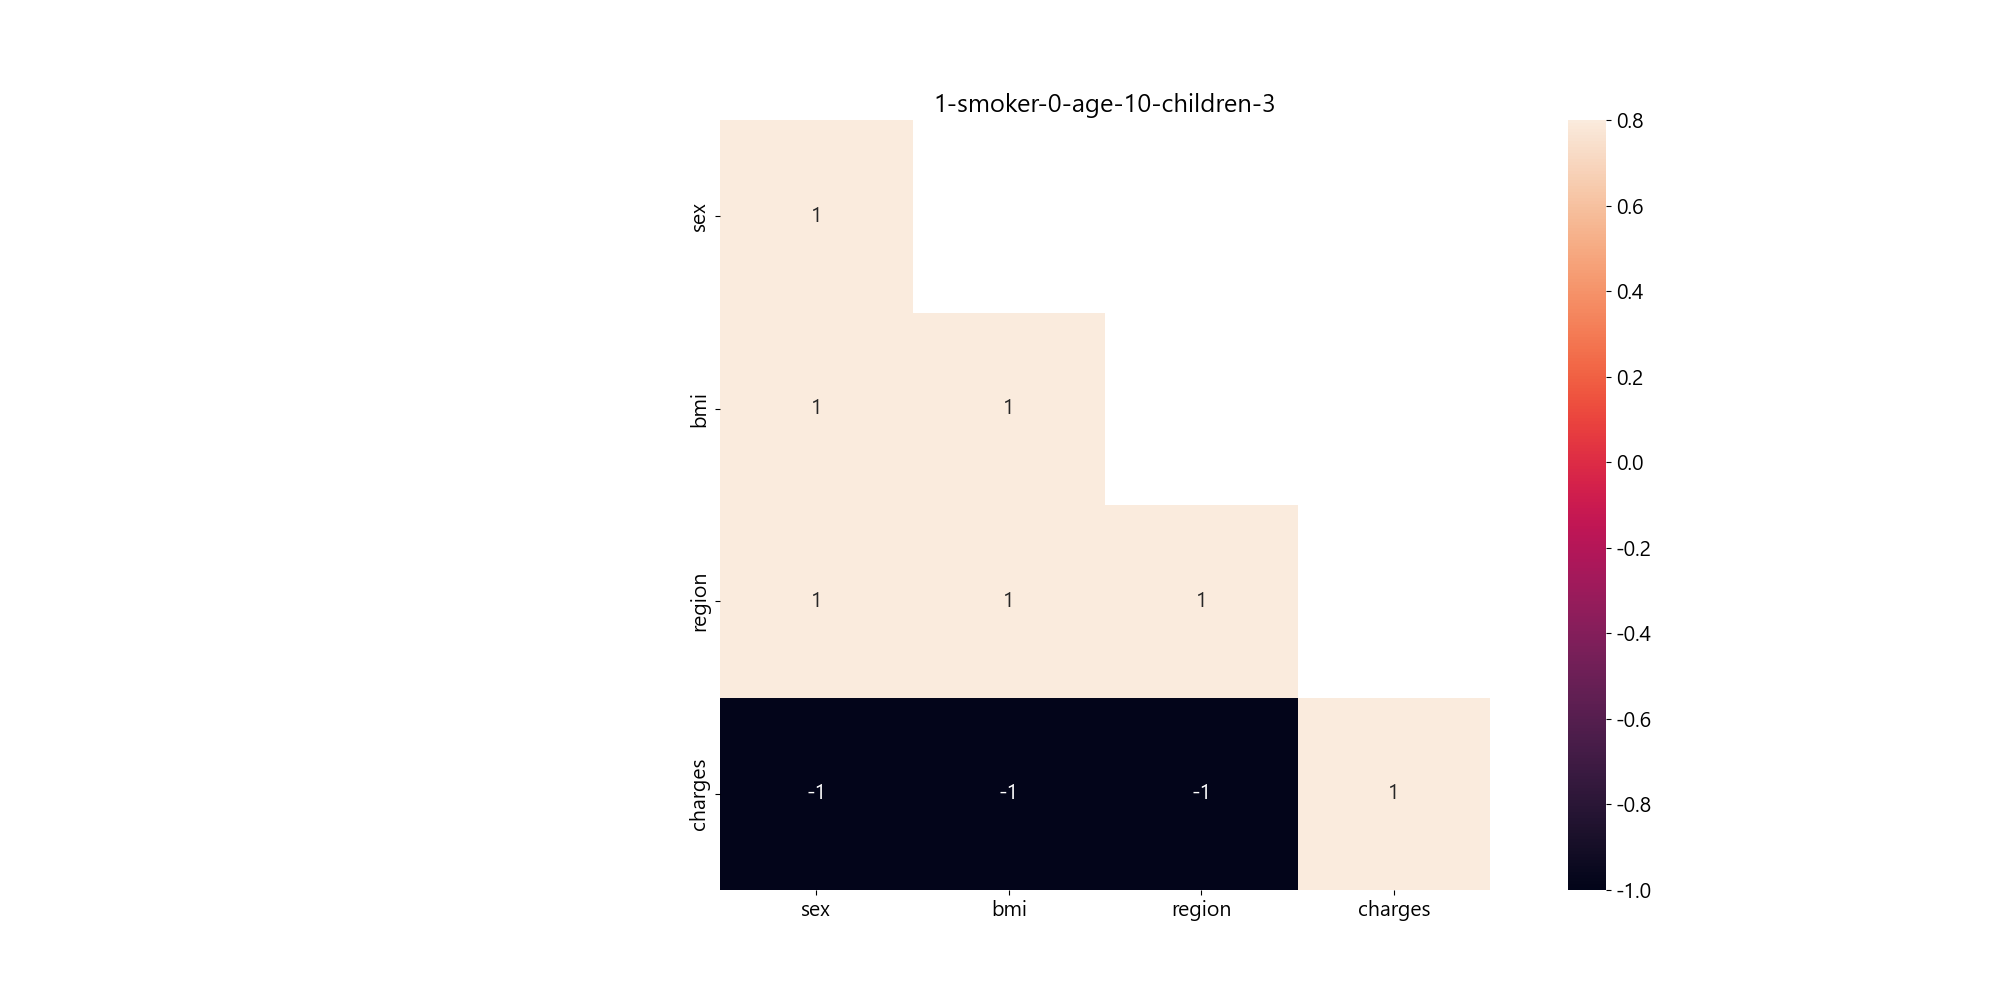 1-smoker-0-age-10-children-3
sex
1
bmi
1 1
region
1 1 1
charges
-1 -1 -1 1
sex bmi region charges
0.8
0.6
0.4
0.2
0.0
-0.2
-0.4
-0.6
-0.8
-1.0